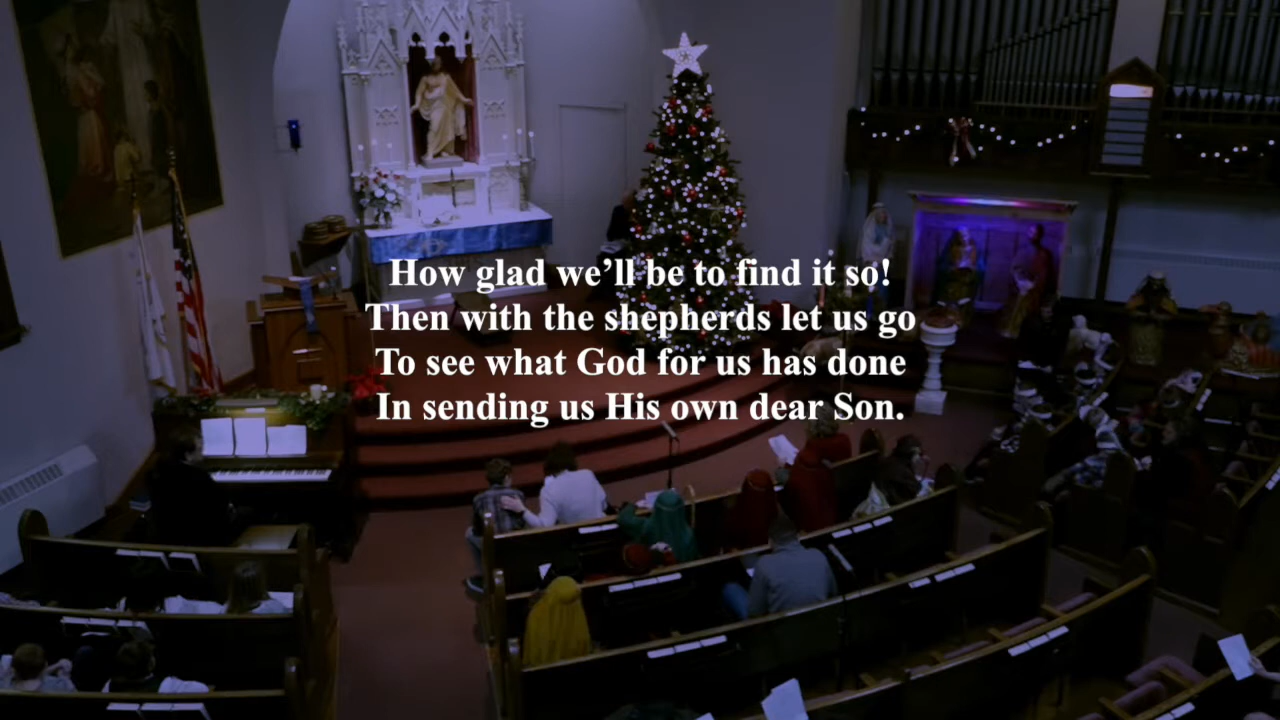 How glad we’ll be to find it so!
Then with the shepherds let us go
To see what God for us has done
In sending us His own dear Son.